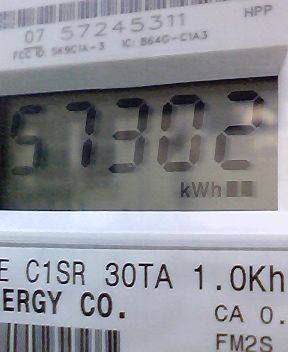 HPP
07 57245311
FCC ID: SK9C1A-3 IC: 864G-C1A3
57302
kWh
E C1SR 30TA 1.0Kh
ERGY CO.
CA 0.
FM2S